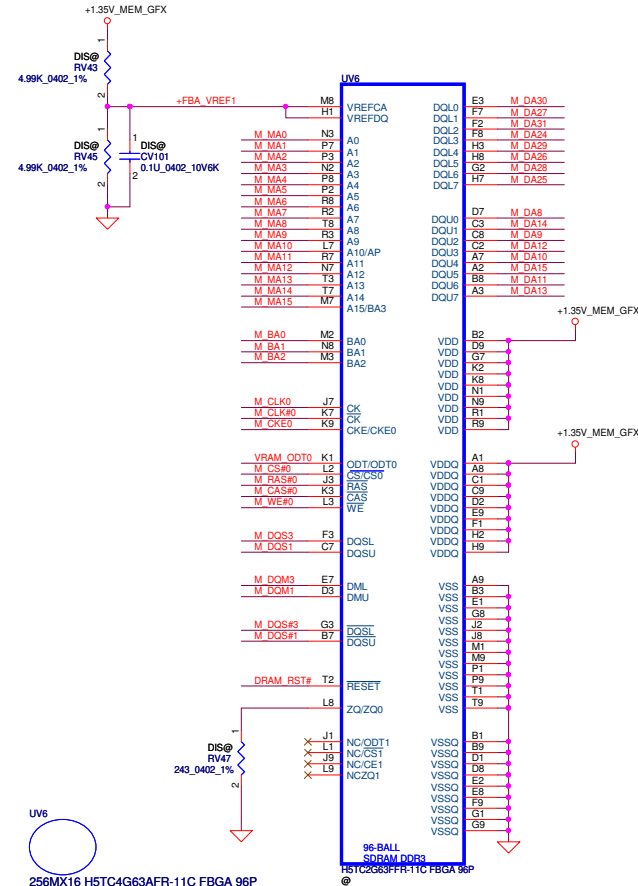 +1.35V_MEM_GFX
1
DIS@
RV43
4.99K_0402_1%
2
+FBA_VREF1
1
DIS@
RV45
4.99K_0402_1%
2
1
DIS@
CV101
0.1U_0402_10V6K
2
UV6
M8 VREFCA
H1 VREFDQ
M_MA0 N3 A0
M_MA1 P7 A1
M_MA2 P3 A2
M_MA3 N2 A3
M_MA4 P8 A4
M_MA5 P2 A5
M_MA6 R8 A6
M_MA7 R2 A7
M_MA8 T8 A8
M_MA9 R3 A9
M_MA10 L7 A10/AP
M_MA11 R7 A11
M_MA12 N7 A12
M_MA13 T3 A13
M_MA14 T7 A14
M_MA15 M7 A15/BA3
M_BA0 M2 BA0
M_BA1 N8 BA1
M_BA2 M3 BA2
M_CLK0 J7 CK
M_CLK#0 K7 CK
M_CKE0 K9 CKE/CKE0
VRAM_ODT0 K1 ODT/ODT0
M_CS#0 L2 CS/CS0
M_RAS#0 J3 RAS
M_CAS#0 K3 CAS
M_WE#0 L3 WE
M_DQS3 F3 DQSL
M_DQS1 C7 DQSU
M_DQM3 E7 DML
M_DQM1 D3 DMU
M_DQS#3 G3 DQSL
M_DQS#1 B7 DQSU
DRAM_RST# T2 RESET
L8 ZQ/ZQ0
J1 NC/ODT1
L1 NC/CS1
J9 NC/CE1
L9 NCZQ1
1
DIS@
RV47
243_0402_1%
2
DQL0 E3 M_DA30
DQL1 F7 M_DA27
DQL2 F2 M_DA31
DQL3 F8 M_DA24
DQL4 H3 M_DA29
DQL5 H8 M_DA26
DQL6 G2 M_DA28
DQL7 H7 M_DA25
DQU0 D7 M_DA8
DQU1 C3 M_DA14
DQU2 C8 M_DA9
DQU3 C2 M_DA12
DQU4 A7 M_DA10
DQU5 A2 M_DA15
DQU6 B8 M_DA11
DQU7 A3 M_DA13
+1.35V_MEM_GFX
VDD B2
VDD D9
VDD G7
VDD K2
VDD K8
VDD N1
VDD N9
VDD R1
VDD R9
+1.35V_MEM_GFX
VDDQ A1
VDDQ A8
VDDQ C1
VDDQ C9
VDDQ D2
VDDQ E9
VDDQ F1
VDDQ H2
VDDQ H9
VSS A9
VSS B3
VSS E1
VSS G8
VSS J2
VSS J8
VSS M1
VSS M9
VSS P1
VSS P9
VSS T1
VSS T9
VSSQ B1
VSSQ B9
VSSQ D1
VSSQ D8
VSSQ E2
VSSQ E8
VSSQ F9
VSSQ G1
VSSQ G9
96-BALL
SDRAM DDR3
H5TC2G63FFR-11C FBGA 96P
@
UV6
256MX16 H5TC4G63AFR-11C FBGA 96P